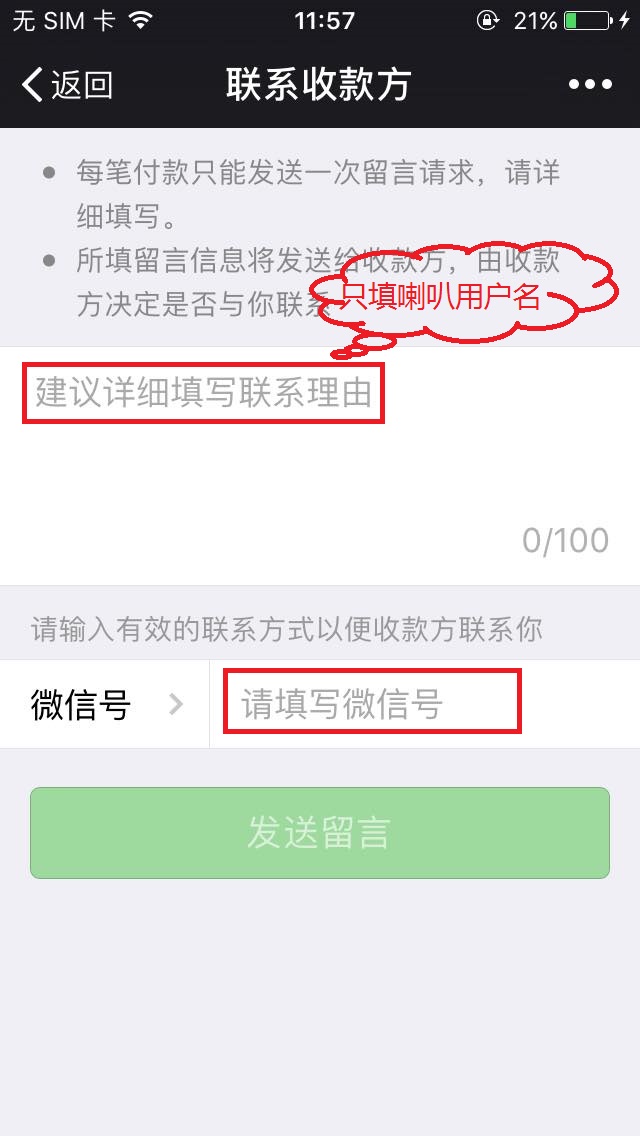 无 SIM 卡 11:57 21%
返回 联系收款方
每笔付款只能发送一次留言请求，请详
细填写。
所填留言信息将发送给收款方，由收款
方决定是否与你联系
只填喇叭用户名
建议详细填写联系理由
0/100
请输入有效的联系方式以便收款方联系你
微信号 请填写微信号
发送留言